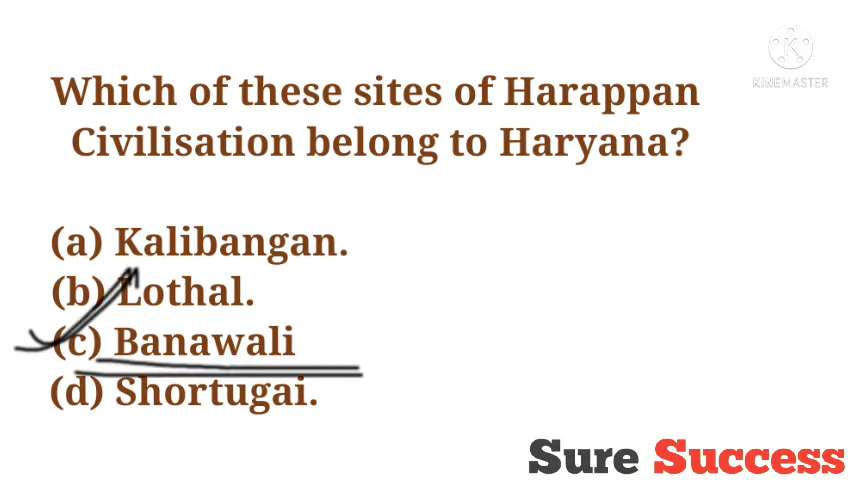 KINEMASTER
Which of these sites of Harappan
Civilisation belong to Haryana?
(a) Kalibangan.
(b) Lothal.
(c) Banawali
(d) Shortugai.
Sure Success